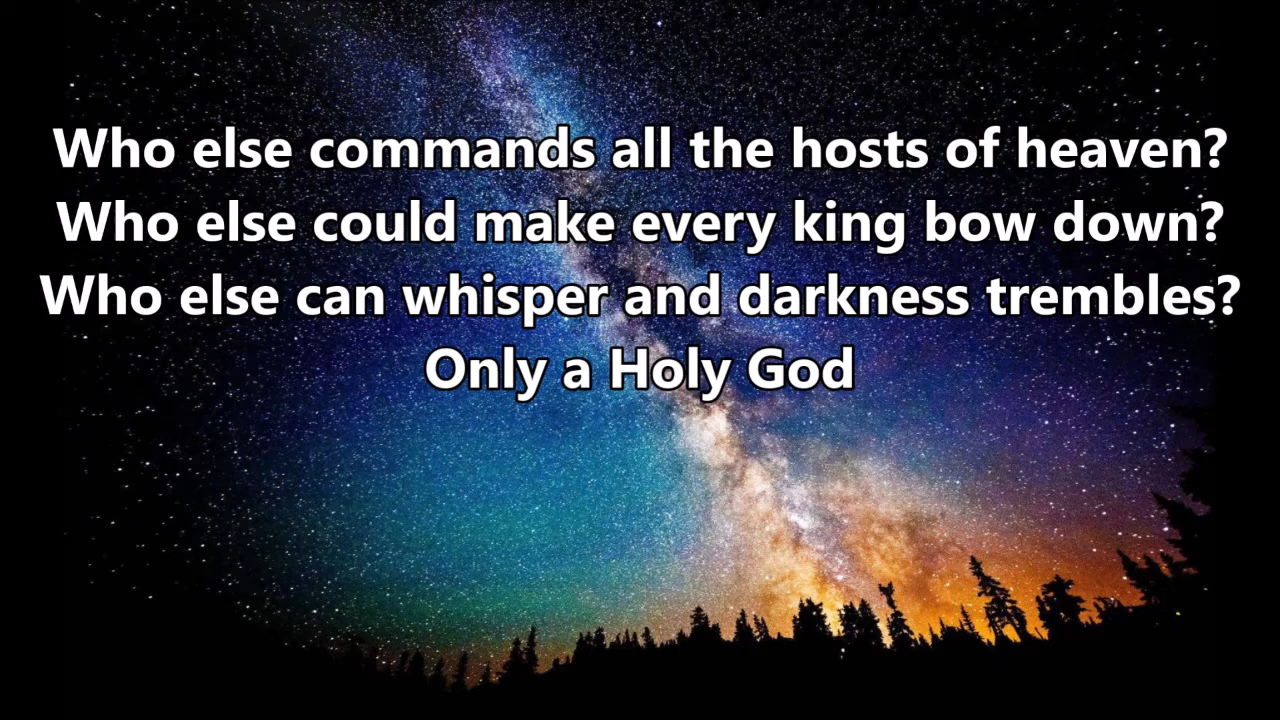 Who else commands all the hosts of heaven?
Who else could make every king bow down?
Who else can whisper and darkness trembles?
Only a Holy God